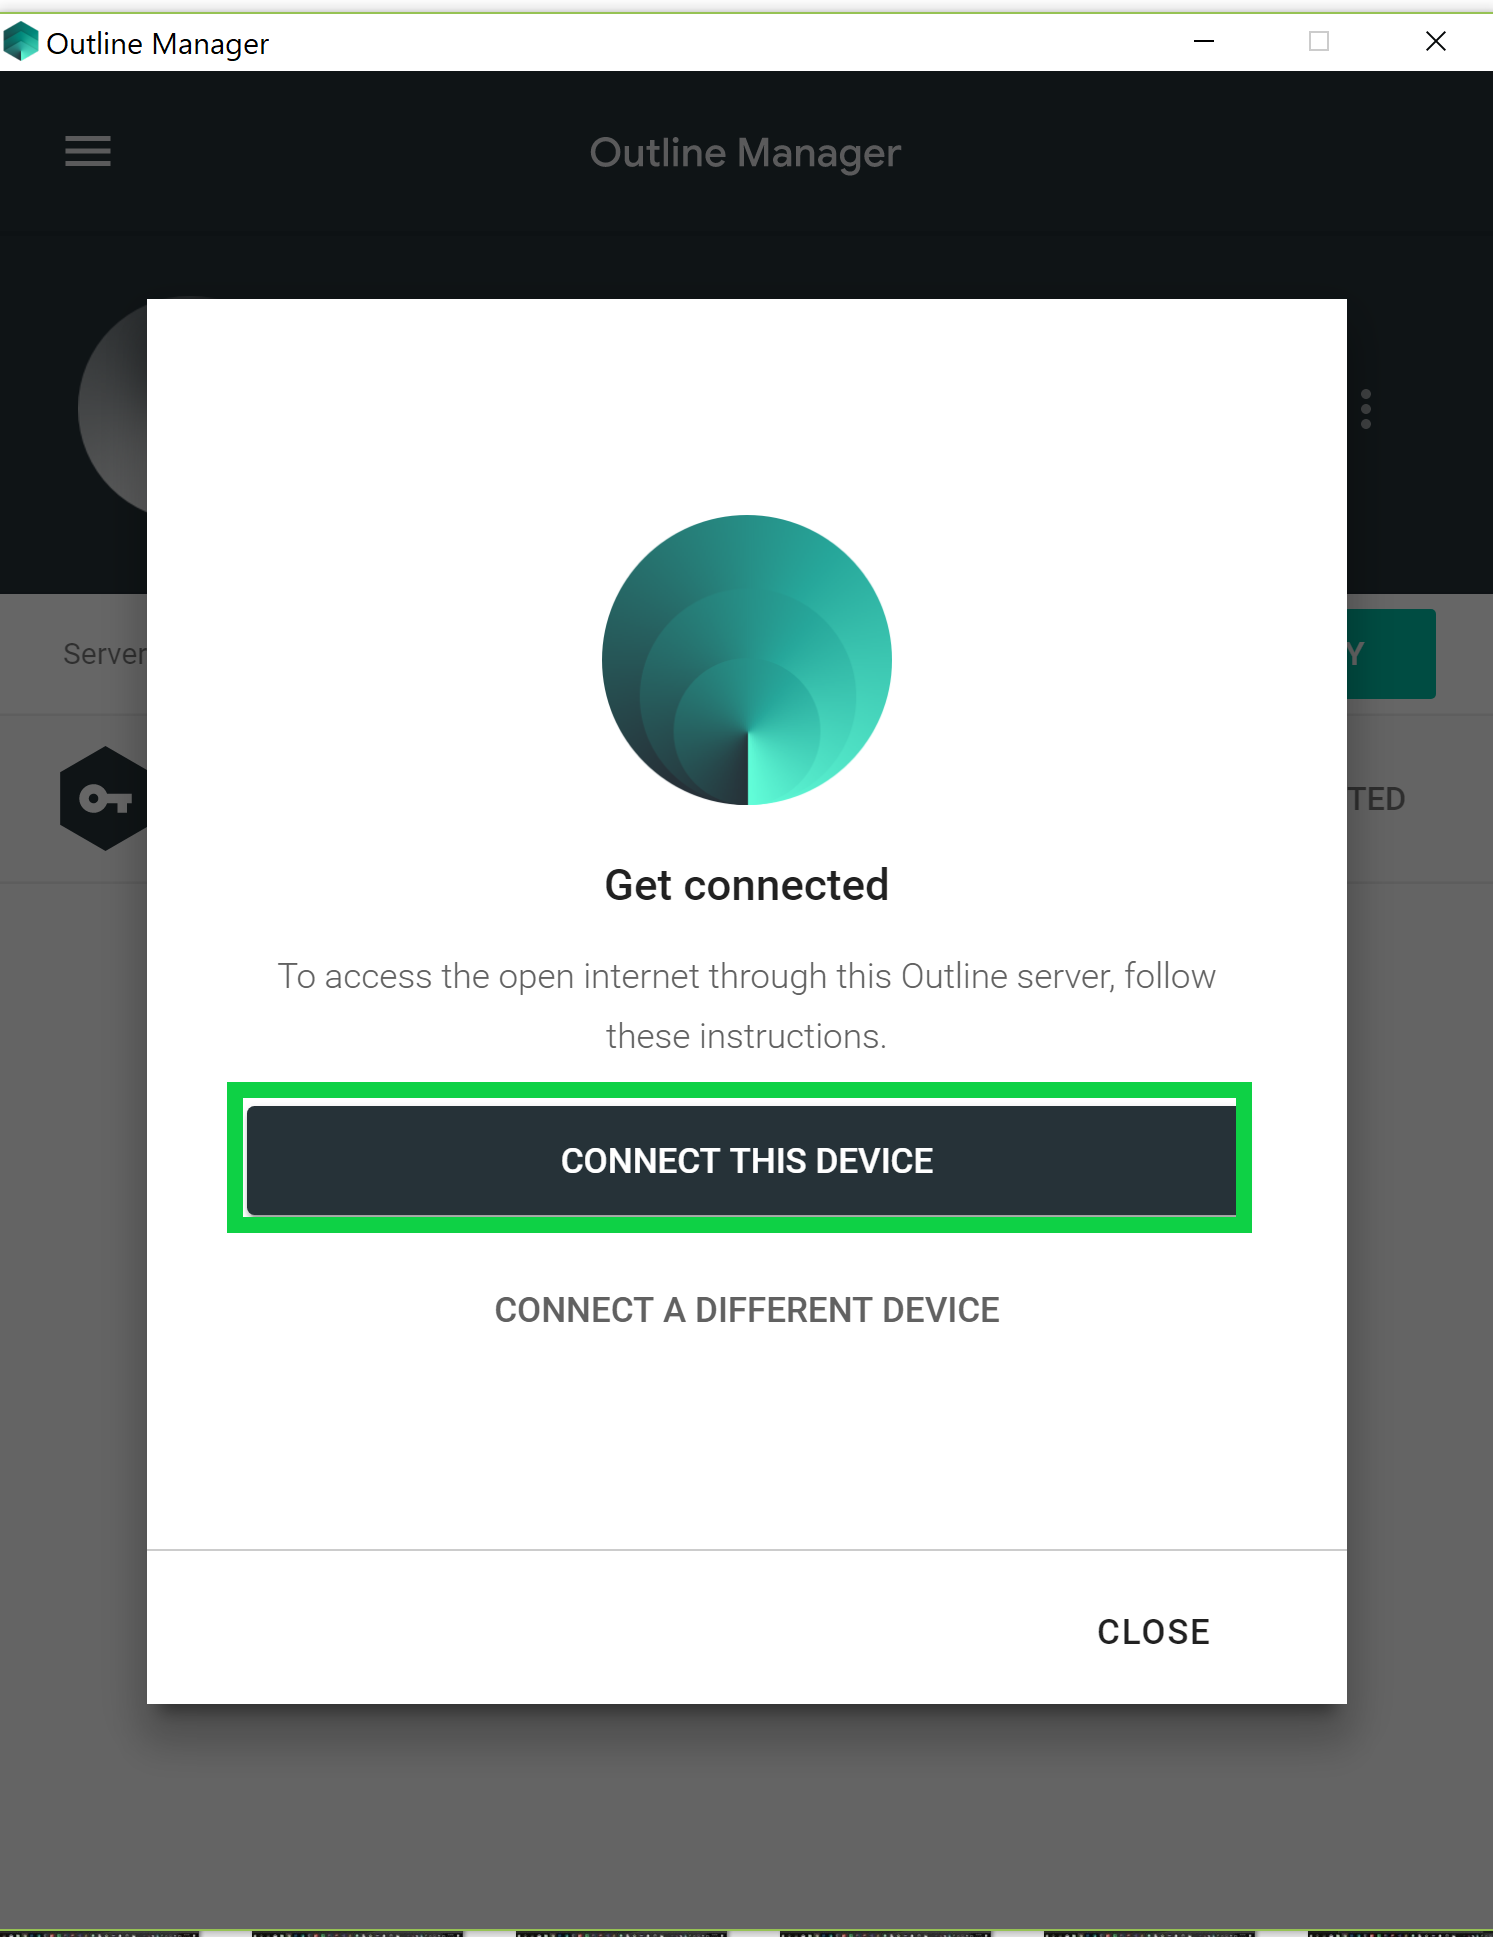 Outline Manager
Outline Manager
Server
Y
TED
Get connected
To access the open internet through this Outline server, follow
these instructions.
CONNECT THIS DEVICE
CONNECT A DIFFERENT DEVICE
CLOSE